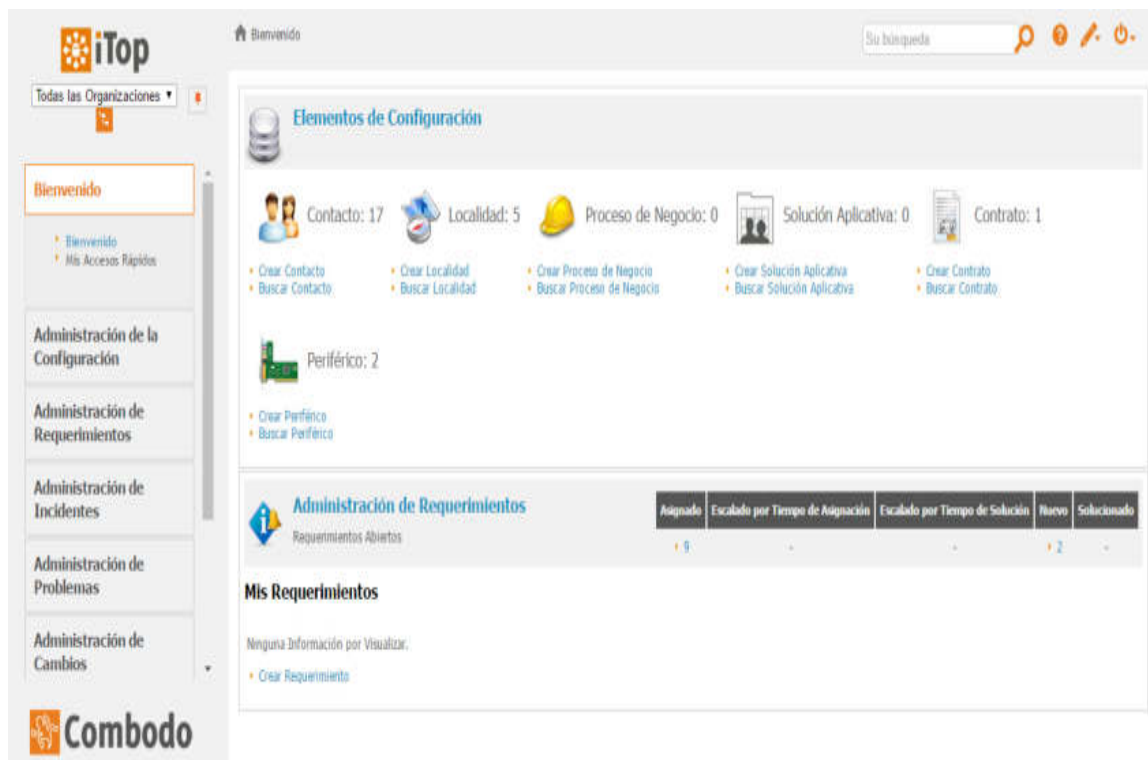 iTop
Todas las Organizaciones
Bienvenido
Bienvenido
Mis Accesos Rápidos
Administración de la
Configuración
Administración de
Requerimientos
Administración de
Incidentes
Administración de
Problemas
Administración de
Cambios
Combodo
Bienvenido
Su búsqueda
Elementos de Configuración
Contacto: 17
Crear Contacto
Buscar Contacto
Localidad: 5
Crear Localidad
Buscar Localidad
Proceso de Negocio: 0
Crear Proceso de Negocio
Buscar Proceso de Negocio
Solución Aplicativa: 0
Crear Solución Aplicativa
Buscar Solución Aplicativa
Contrato: 1
Crear Contrato
Buscar Contrato
Periférico: 2
Crear Periférico
Buscar Periférico
Administración de Requerimientos
Requerimientos Abiertos
Asignado Escalado por Tiempo de Asignación Escalado por Tiempo de Solución Nuevo Solucionado
9 - - 2 -
Mis Requerimientos
Ninguna Información por Visualizar.
Crear Requerimiento